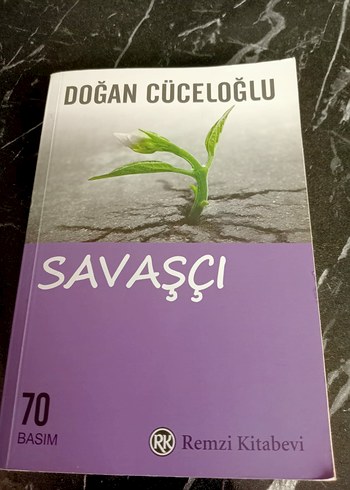 DOĞAN CÜCELOĞLU
SAVAŞÇI
70
BASIM
RK Remzi Kitabevi